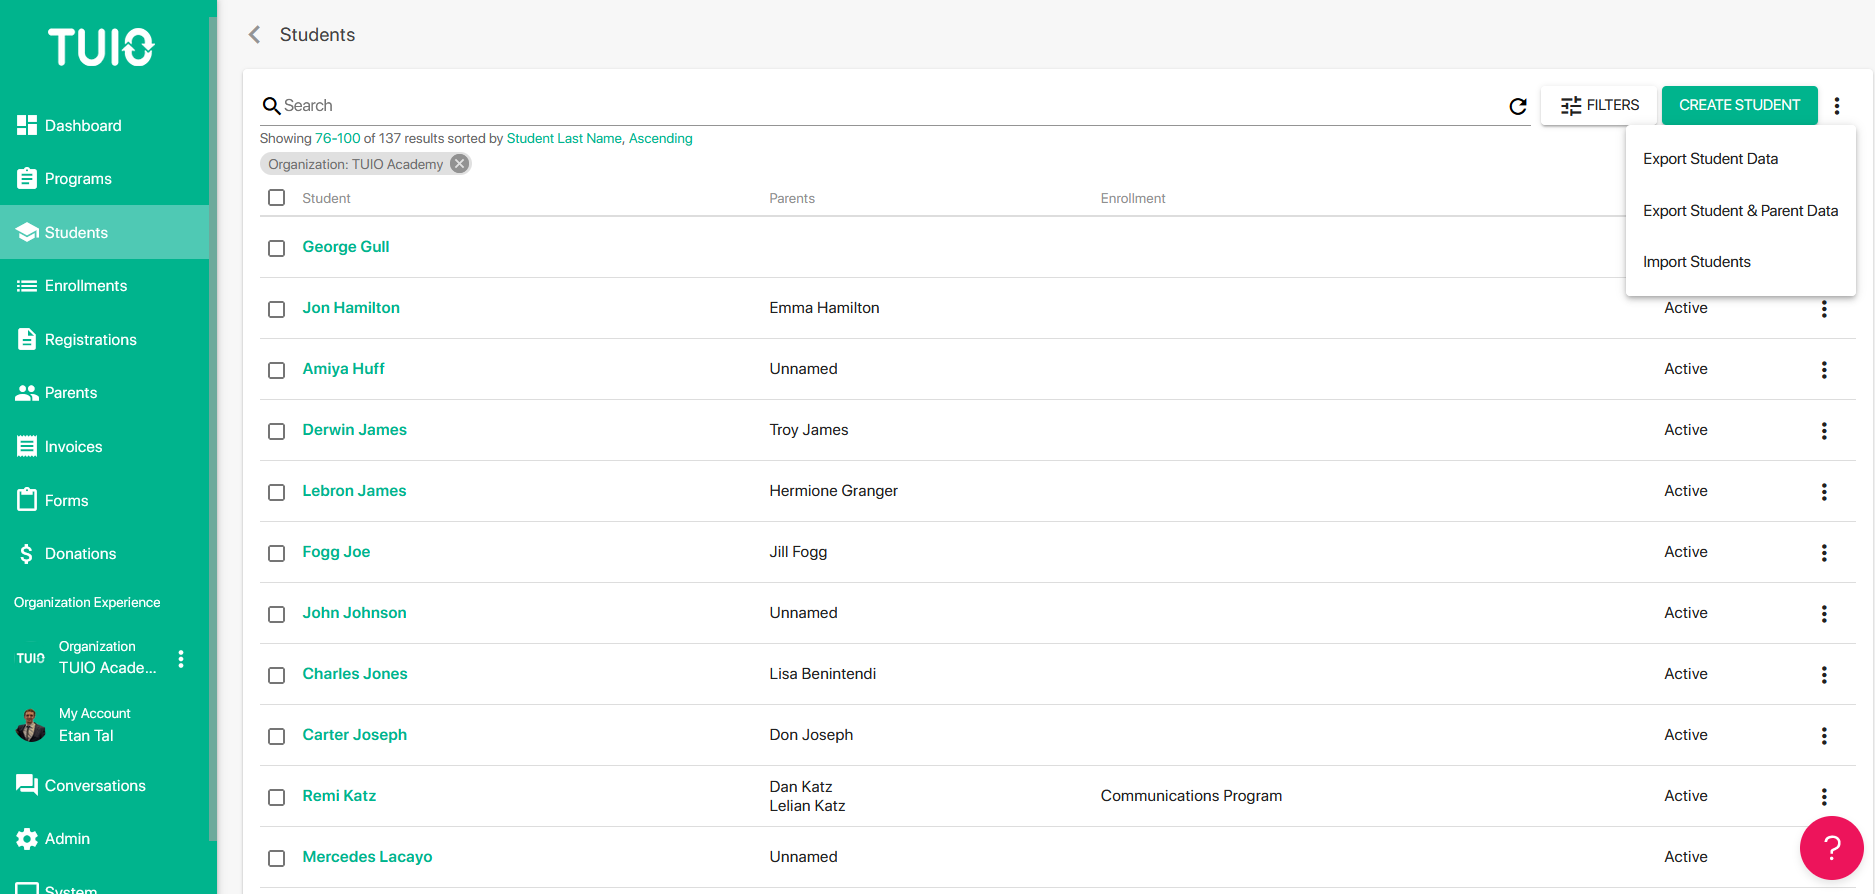 TUIO
Dashboard
Programs
Students
Enrollments
Registrations
Parents
Invoices
Forms
Donations
Organization Experience
TUIO
Organization
TUIO Acade...
My Account
Etan Tal
Conversations
Admin
System
Students
Search
FILTERS
CREATE STUDENT
Showing 76-100 of 137 results sorted by Student Last Name, Ascending
Organization: TUIO Academy
Export Student Data
Export Student & Parent Data
Import Students
Student Parents Enrollment
George Gull
Jon Hamilton Emma Hamilton Active
Amiya Huff Unnamed Active
Derwin James Troy James Active
Lebron James Hermione Granger Active
Fogg Joe Jill Fogg Active
John Johnson Unnamed Active
Charles Jones Lisa Benintendi Active
Carter Joseph Don Joseph Active
Remi Katz Dan Katz Communications Program Active
Lelian Katz
Mercedes Lacayo Unnamed Active
?